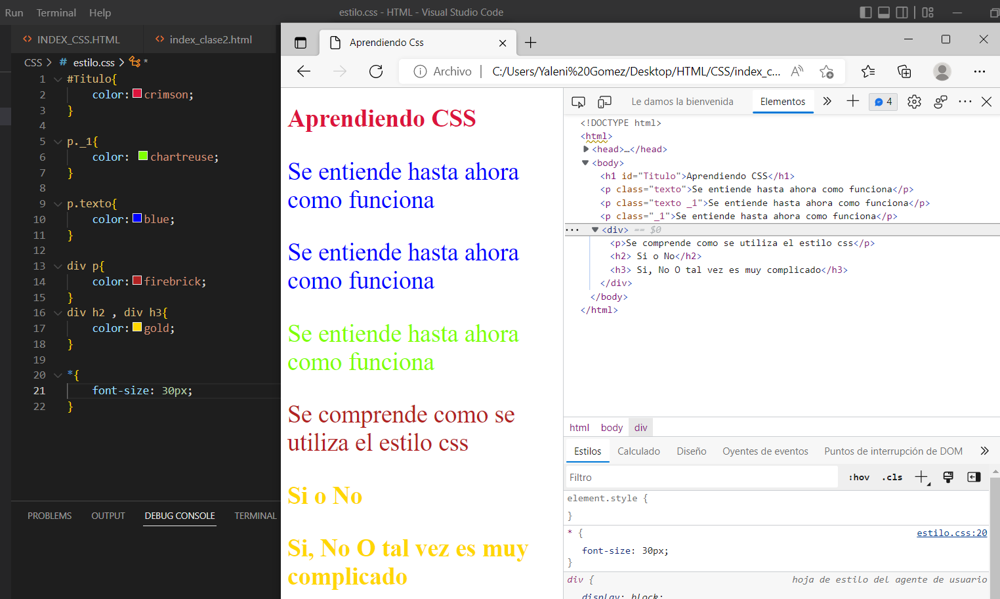 Run Terminal Help
estilo.css - HTML - Visual Studio Code
INDEX_CSS.HTML
index_clase2.html
CSS > # estilo.css > *
1 #Titulo{
2 color: crimson;
3 }
4
5 p._1{
6 color: chartreuse;
7 }
8
9 p.texto{
10 color: blue;
11 }
12
13 div p{
14 color: firebrick;
15 }
16 div h2 , div h3{
17 color: gold;
18 }
19
20 *{
21 font-size: 30px;
22 }
PROBLEMS OUTPUT DEBUG CONSOLE TERMINAL
Aprendiendo Css
Archivo | C:/Users/Yaleni%20Gomez/Desktop/HTML/CSS/index_c...
Aprendiendo CSS
Se entiende hasta ahora
como funciona
Se entiende hasta ahora
como funciona
Se entiende hasta ahora
como funciona
Se comprende como se
utiliza el estilo css
Si o No
Si, No O tal vez es muy
complicado
Le damos la bienvenida Elementos 4
<!DOCTYPE html>
<html>
<head>…</head>
<body>
<h1 id="Titulo">Aprendiendo CSS</h1>
<p class="texto">Se entiende hasta ahora como funciona</p>
<p class="texto _1">Se entiende hasta ahora como funciona</p>
<p class="_1">Se entiende hasta ahora como funciona</p>
<div> == $0
<p>Se comprende como se utiliza el estilo css</p>
<h2> Si o No</h2>
<h3> Si, No O tal vez es muy complicado</h3>
</div>
</body>
</html>
html body div
Estilos Calculado Diseño Oyentes de eventos Puntos de interrupción de DOM
Filtro :hov .cls
element.style {
}
* { estilo.css:20
font-size: 30px;
}
div { hoja de estilo del agente de usuario
display: block;